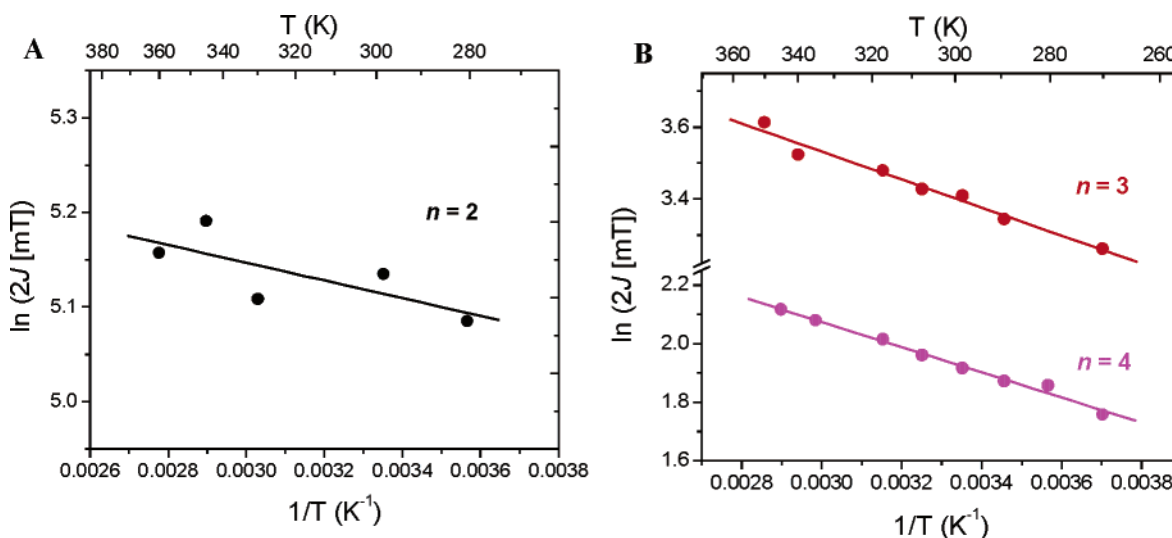 A
T (K)
380 360 340 320 300 280
5.3
5.2
5.1
5.0
ln (2J [mT])
n = 2
0.0026 0.0028 0.0030 0.0032 0.0034 0.0036 0.0038
1/T (K⁻¹)
B
T (K)
360 340 320 300 280 260
3.6
3.4
2.2
2.0
1.8
1.6
ln (2J [mT])
n = 3
n = 4
0.0028 0.0030 0.0032 0.0034 0.0036 0.0038
1/T (K⁻¹)